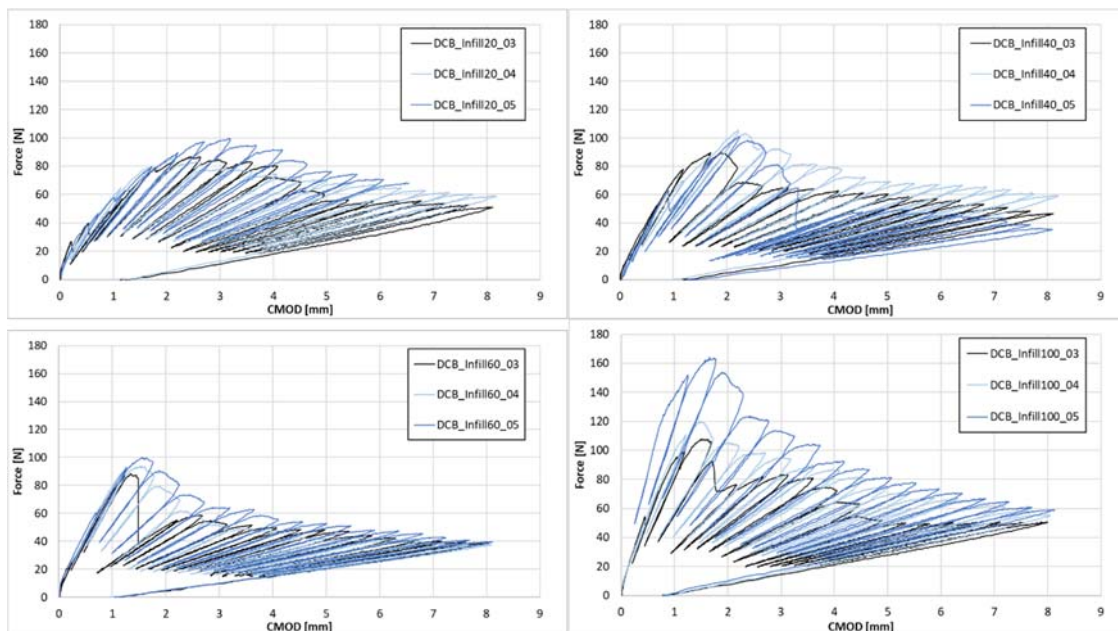 180
160
140
120
100
80
60
40
20
0
Force [N]
DCB_Infill20_03
DCB_Infill20_04
DCB_Infill20_05
0 1 2 3 4 5 6 7 8 9
CMOD [mm]
180
160
140
120
100
80
60
40
20
0
Force [N]
DCB_Infill40_03
DCB_Infill40_04
DCB_Infill40_05
0 1 2 3 4 5 6 7 8 9
CMOD [mm]
180
160
140
120
100
80
60
40
20
0
Force [N]
DCB_Infill60_03
DCB_Infill60_04
DCB_Infill60_05
0 1 2 3 4 5 6 7 8 9
CMOD [mm]
180
160
140
120
100
80
60
40
20
0
Force [N]
DCB_Infill100_03
DCB_Infill100_04
DCB_Infill100_05
0 1 2 3 4 5 6 7 8 9
CMOD [mm]